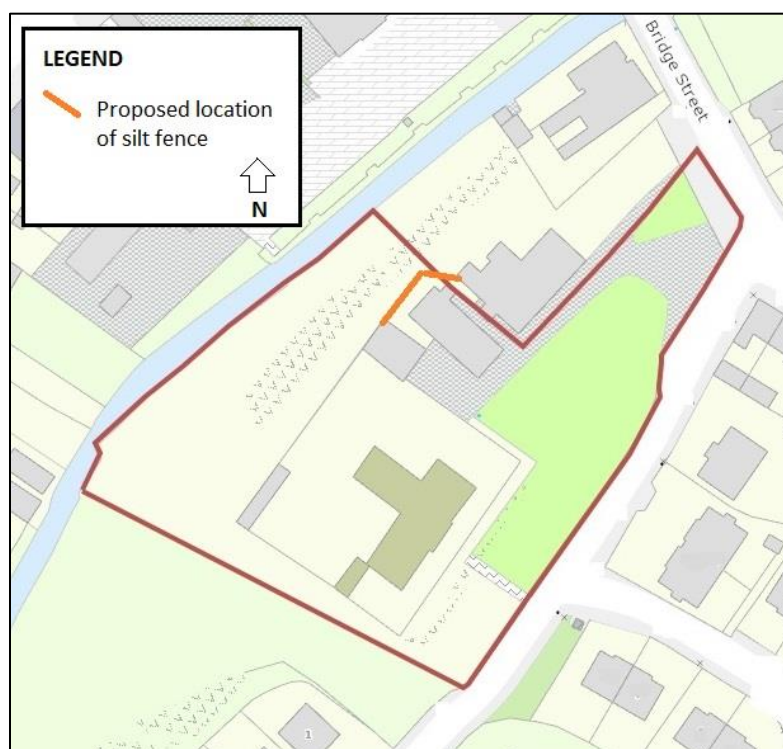 LEGEND
Proposed location
of silt fence
N
Bridge Street
1